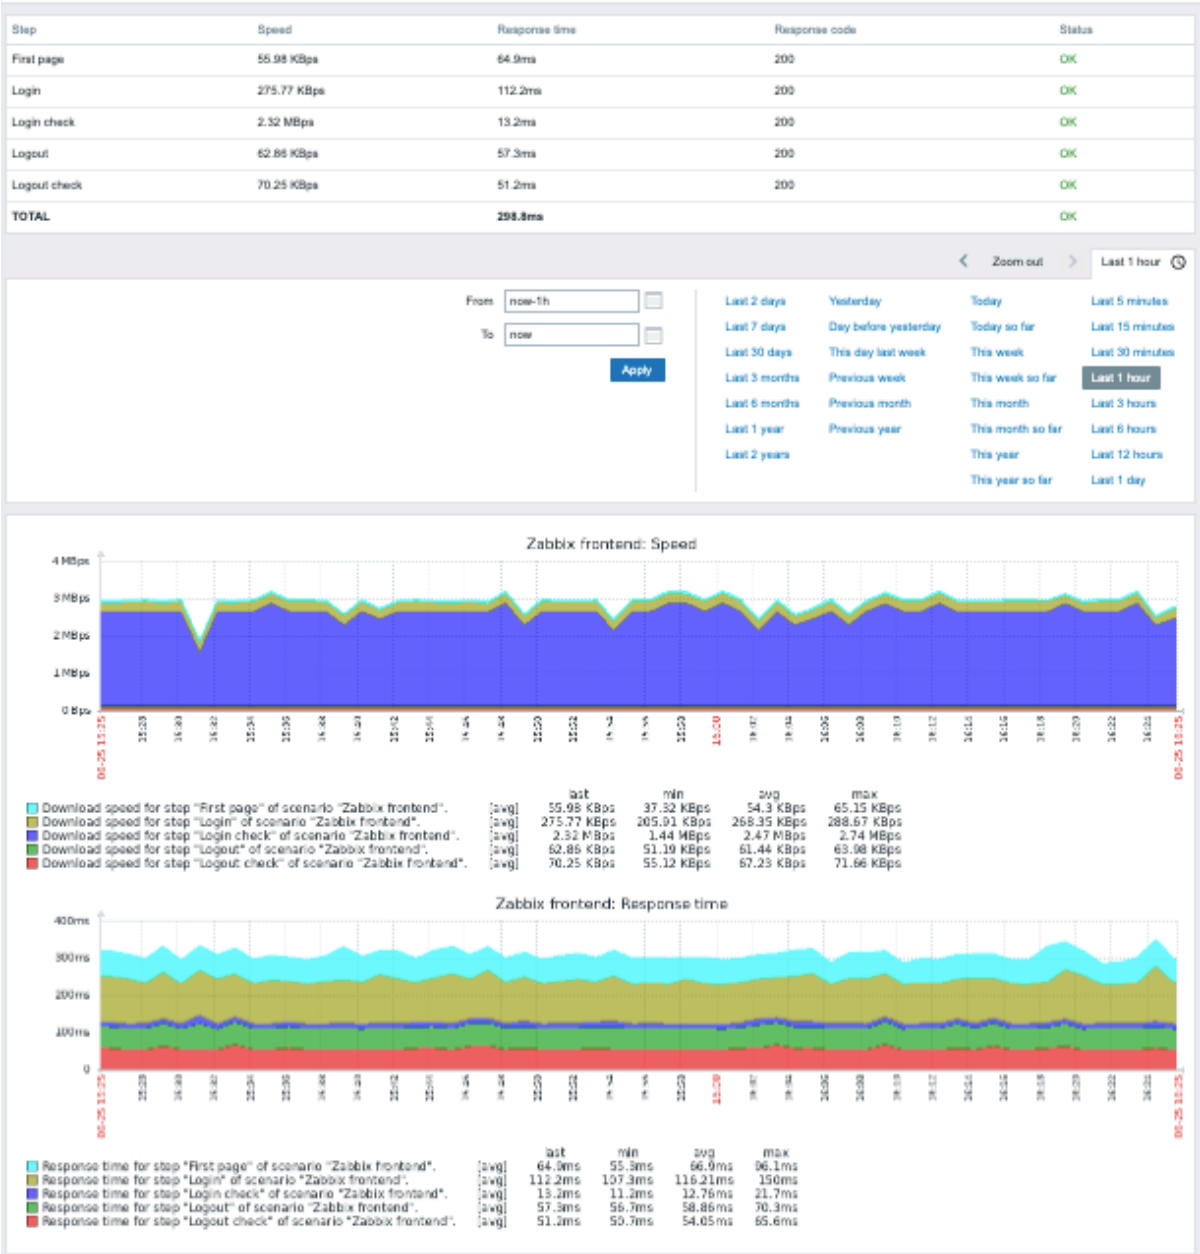 Step Speed Response time Response code Status
First page 55.98 KBps 64.9ms 200 OK
Login 275.77 KBps 112.2ms 200 OK
Login check 2.32 MBps 13.2ms 200 OK
Logout 62.86 KBps 57.3ms 200 OK
Logout check 70.25 KBps 51.2ms 200 OK
TOTAL 298.8ms OK
Zoom out Last 1 hour
From now-1h
To now
Apply
Last 2 days Yesterday Today Last 5 minutes
Last 7 days Day before yesterday Today so far Last 15 minutes
Last 30 days This day last week This week Last 30 minutes
Last 3 months Previous week This week so far Last 1 hour
Last 6 months Previous month This month Last 3 hours
Last 1 year Previous year This month so far Last 6 hours
Last 2 years This year Last 12 hours
This year so far Last 1 day
Zabbix frontend: Speed
4 MBps
3 MBps
2 MBps
1 MBps
0 Bps
last min avg max
Download speed for step "First page" of scenario "Zabbix frontend". [avg] 55.98 KBps 37.32 KBps 54.3 KBps 65.15 KBps
Download speed for step "Login" of scenario "Zabbix frontend". [avg] 275.77 KBps 205.91 KBps 268.35 KBps 288.67 KBps
Download speed for step "Login check" of scenario "Zabbix frontend". [avg] 2.32 MBps 1.44 MBps 2.47 MBps 2.74 MBps
Download speed for step "Logout" of scenario "Zabbix frontend". [avg] 62.86 KBps 51.19 KBps 61.44 KBps 63.98 KBps
Download speed for step "Logout check" of scenario "Zabbix frontend". [avg] 70.25 KBps 55.12 KBps 67.23 KBps 71.66 KBps
Zabbix frontend: Response time
400ms
300ms
200ms
100ms
0
last min avg max
Response time for step "First page" of scenario "Zabbix frontend". [avg] 64.9ms 55.3ms 66.9ms 96.1ms
Response time for step "Login" of scenario "Zabbix frontend". [avg] 112.2ms 107.3ms 116.21ms 150ms
Response time for step "Login check" of scenario "Zabbix frontend". [avg] 13.2ms 11.2ms 12.76ms 21.7ms
Response time for step "Logout" of scenario "Zabbix frontend". [avg] 57.3ms 56.7ms 58.86ms 70.3ms
Response time for step "Logout check" of scenario "Zabbix frontend". [avg] 51.2ms 50.7ms 54.05ms 65.6ms